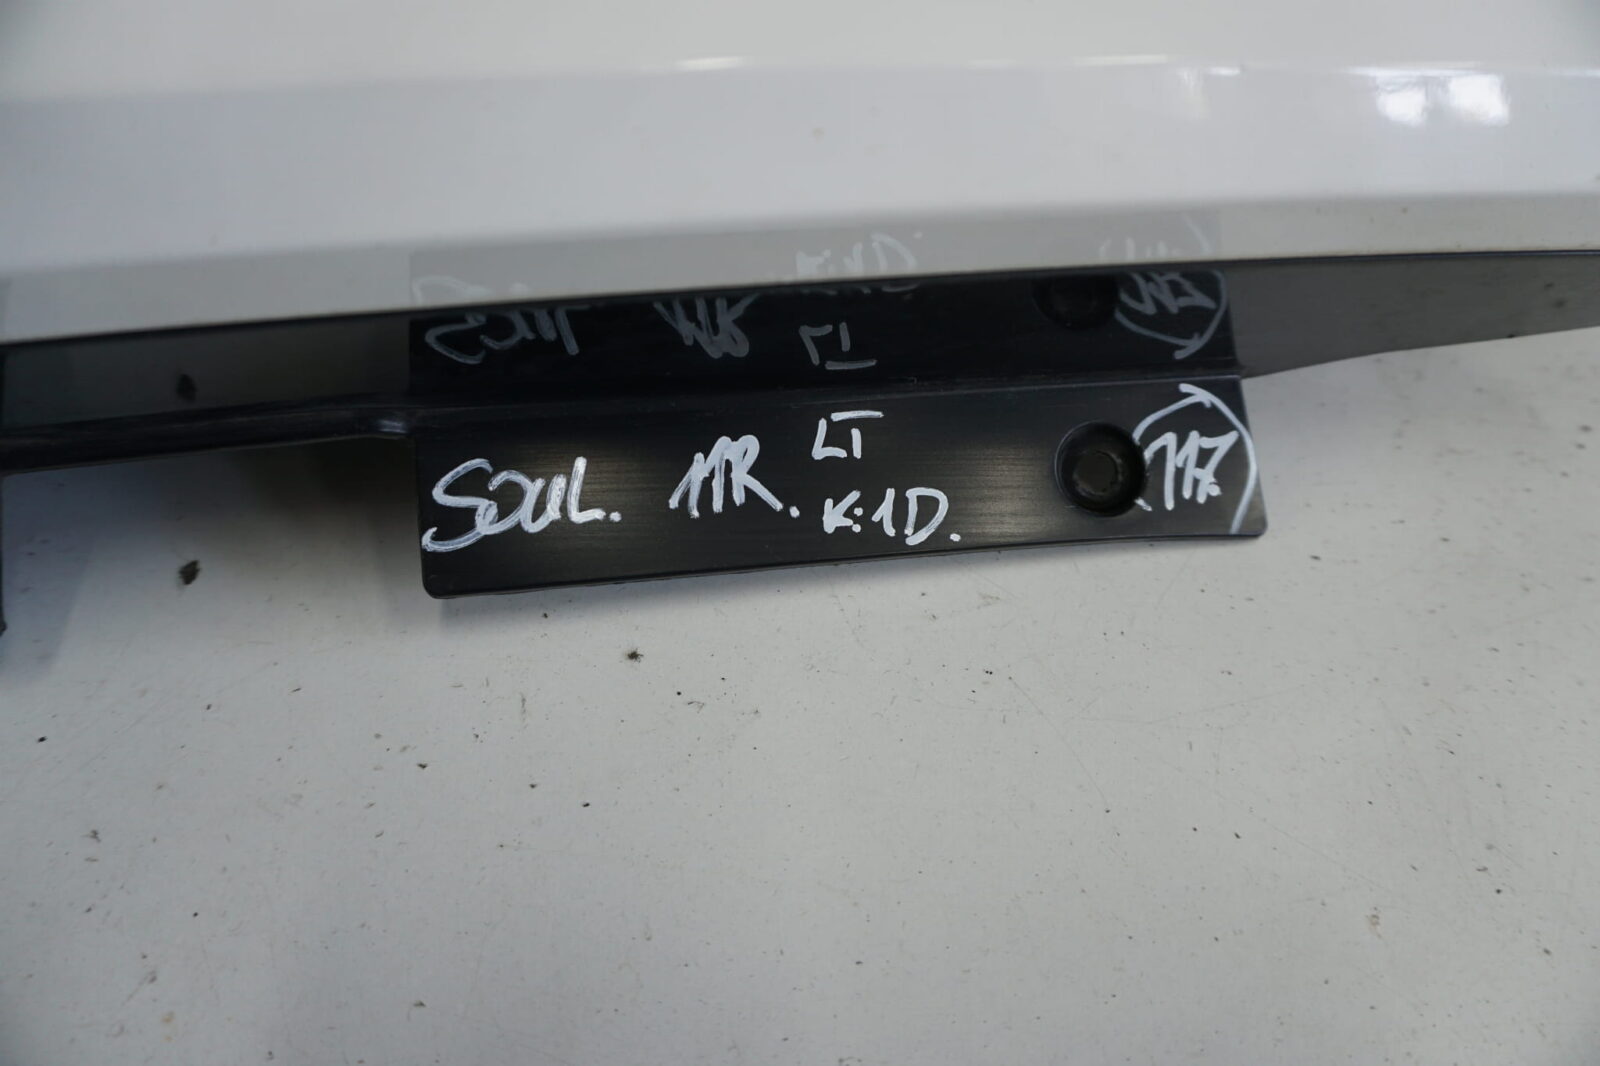 SOUL. 11R. LT (117)
K:1D.